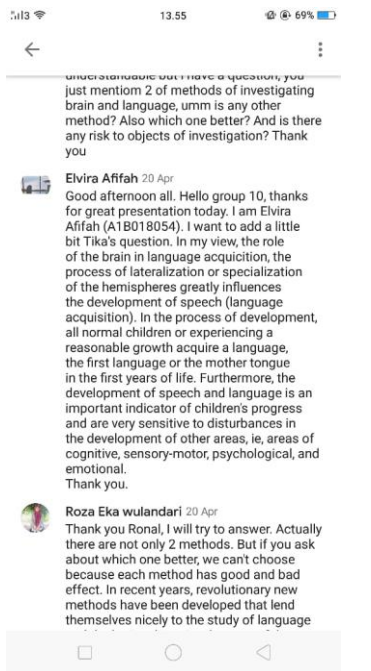 13.55
69%
understandable but I have a question, you
just mentiom 2 of methods of investigating
brain and language, umm is any other
method? Also which one better? And is there
any risk to objects of investigation? Thank
you
Elvira Afifah 20 Apr
Good afternoon all. Hello group 10, thanks
for great presentation today. I am Elvira
Afifah (A1B018054). I want to add a little
bit Tika's question. In my view, the role
of the brain in language acquicition, the
process of lateralization or specialization
of the hemispheres greatly influences
the development of speech (language
acquisition). In the process of development,
all normal children or experiencing a
reasonable growth acquire a language,
the first language or the mother tongue
in the first years of life. Furthermore, the
development of speech and language is an
important indicator of children's progress
and are very sensitive to disturbances in
the development of other areas, ie, areas of
cognitive, sensory-motor, psychological, and
emotional.
Thank you.
Roza Eka wulandari 20 Apr
Thank you Ronal, I will try to answer. Actually
there are not only 2 methods. But if you ask
about which one better, we can't choose
because each method has good and bad
effect. In recent years, revolutionary new
methods have been developed that lend
themselves nicely to the study of language